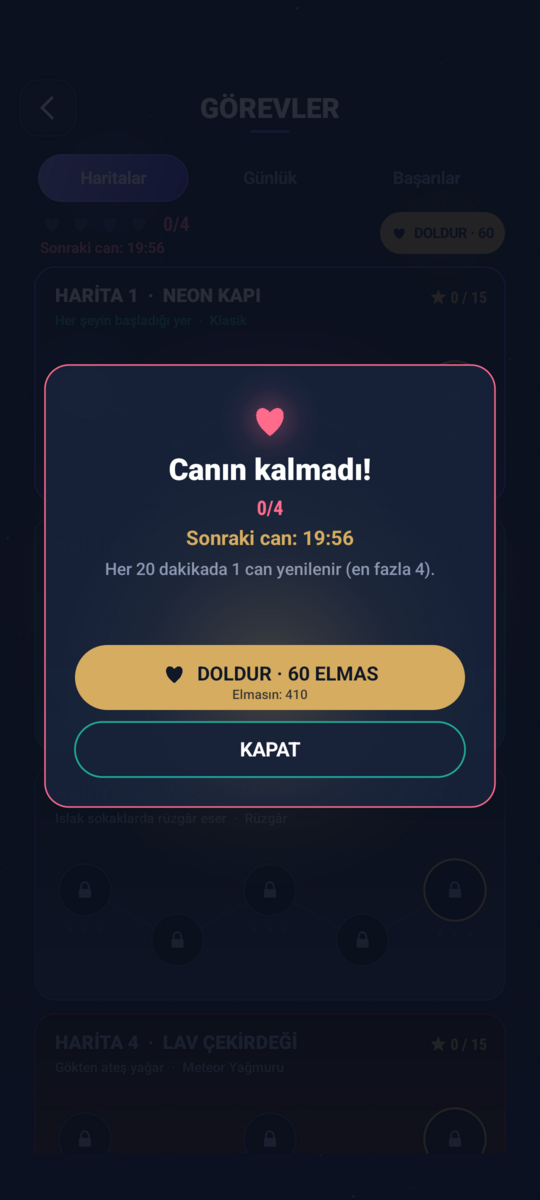 GÖREVLER
Haritalar
Günlük
Başarılar
0/4
Sonraki can: 19:56
DOLDUR · 60
HARİTA 1 · NEON KAPI
0 / 15
Her şeyin başladığı yer · Klasik
Canın kalmadı!
0/4
Sonraki can: 19:56
Her 20 dakikada 1 can yenilenir (en fazla 4).
DOLDUR · 60 ELMAS
Elmasın: 410
KAPAT
Islak sokaklarda rüzgâr eser · Rüzgâr
HARİTA 4 · LAV ÇEKİRDEĞİ
0 / 15
Gökten ateş yağar · Meteor Yağmuru